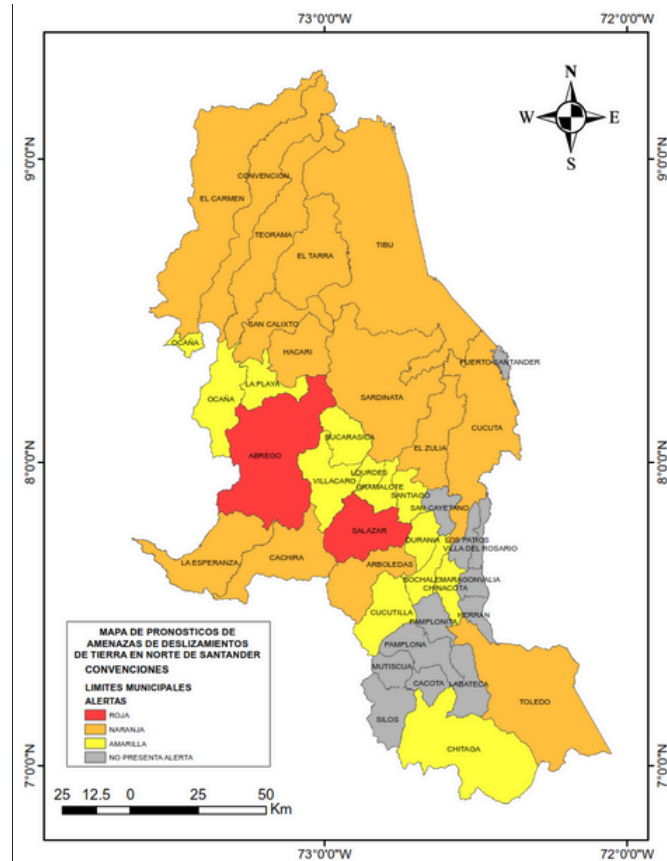 73°0'0"W
72°0'0"W
N
W
E
S
9°0'0"N
9°0'0"N
CONVENCIÓN
EL CARMEN
TEORAMA
TIBU
EL TARRA
SAN CALIXTO
OCAÑA
HACARI
PUERTO SANTANDER
LA PLAYA
OCAÑA
SARDINATA
CUCUTA
BUCARASICA
EL ZULIA
8°0'0"N
8°0'0"N
ABREGO
LOURDES
VILLACARO
GRAMALOTE
SANTIAGO
SAN CAYETANO
SALAZAR
DURANIA
LOS PATIOS
VILLA DEL ROSARIO
CACHIRA
LA ESPERANZA
ARBOLEDAS
BOCHALEMA
RAGONVALIA
CHINACOTA
CUCUTILLA
HERRAN
PAMPLONITA
PAMPLONA
MUTISCUA
CACOTA
LABATECA
TOLEDO
SILOS
CHITAGA
7°0'0"N
7°0'0"N
MAPA DE PRONOSTICOS DE
AMENAZAS DE DESLIZAMIENTOS
DE TIERRA EN NORTE DE SANTANDER
CONVENCIONES
LIMITES MUNICIPALES
ALERTAS
ROJA
NARANJA
AMARILLA
NO PRESENTA ALERTA
25 12.5 0 25 50
Km
73°0'0"W
72°0'0"W